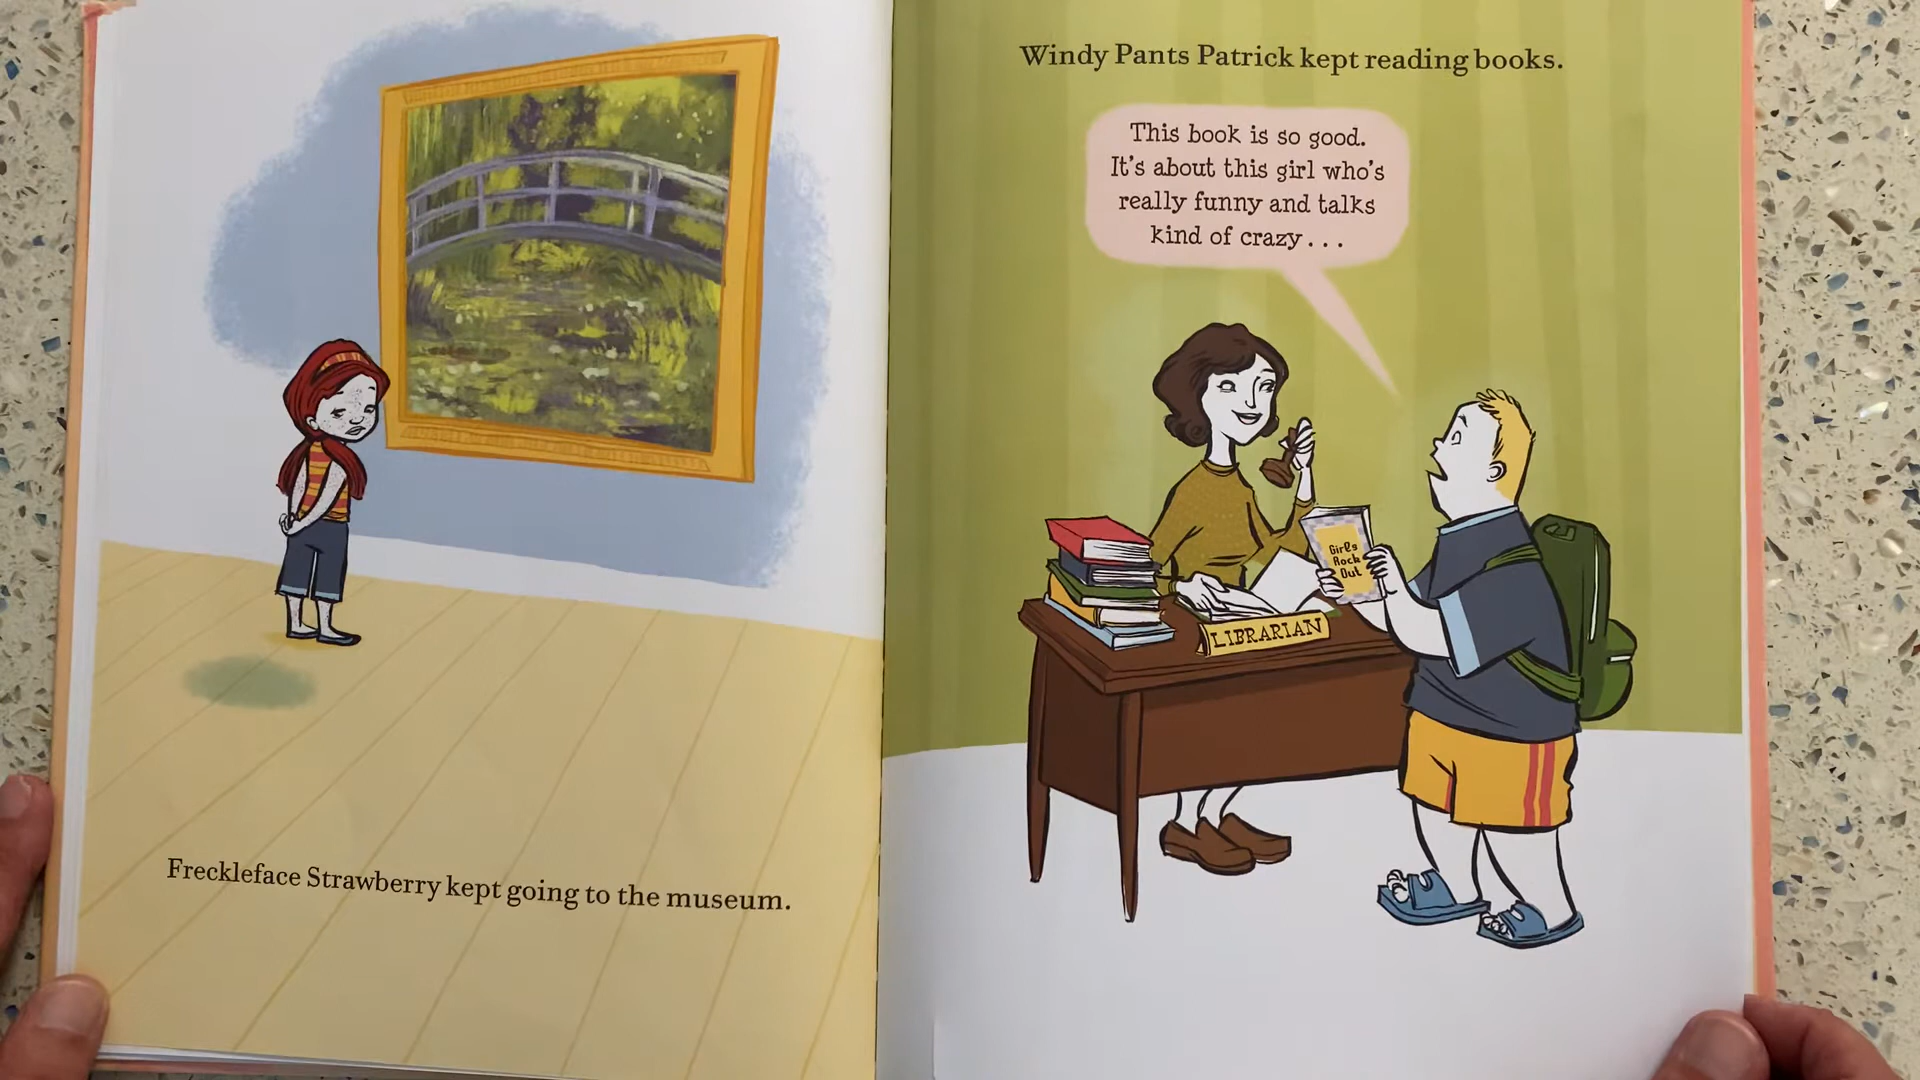 Freckleface Strawberry kept going to the museum.
Windy Pants Patrick kept reading books.
This book is so good.
It's about this girl who's
really funny and talks
kind of crazy . . .
Girls
Rock
Out
LIBRARIAN